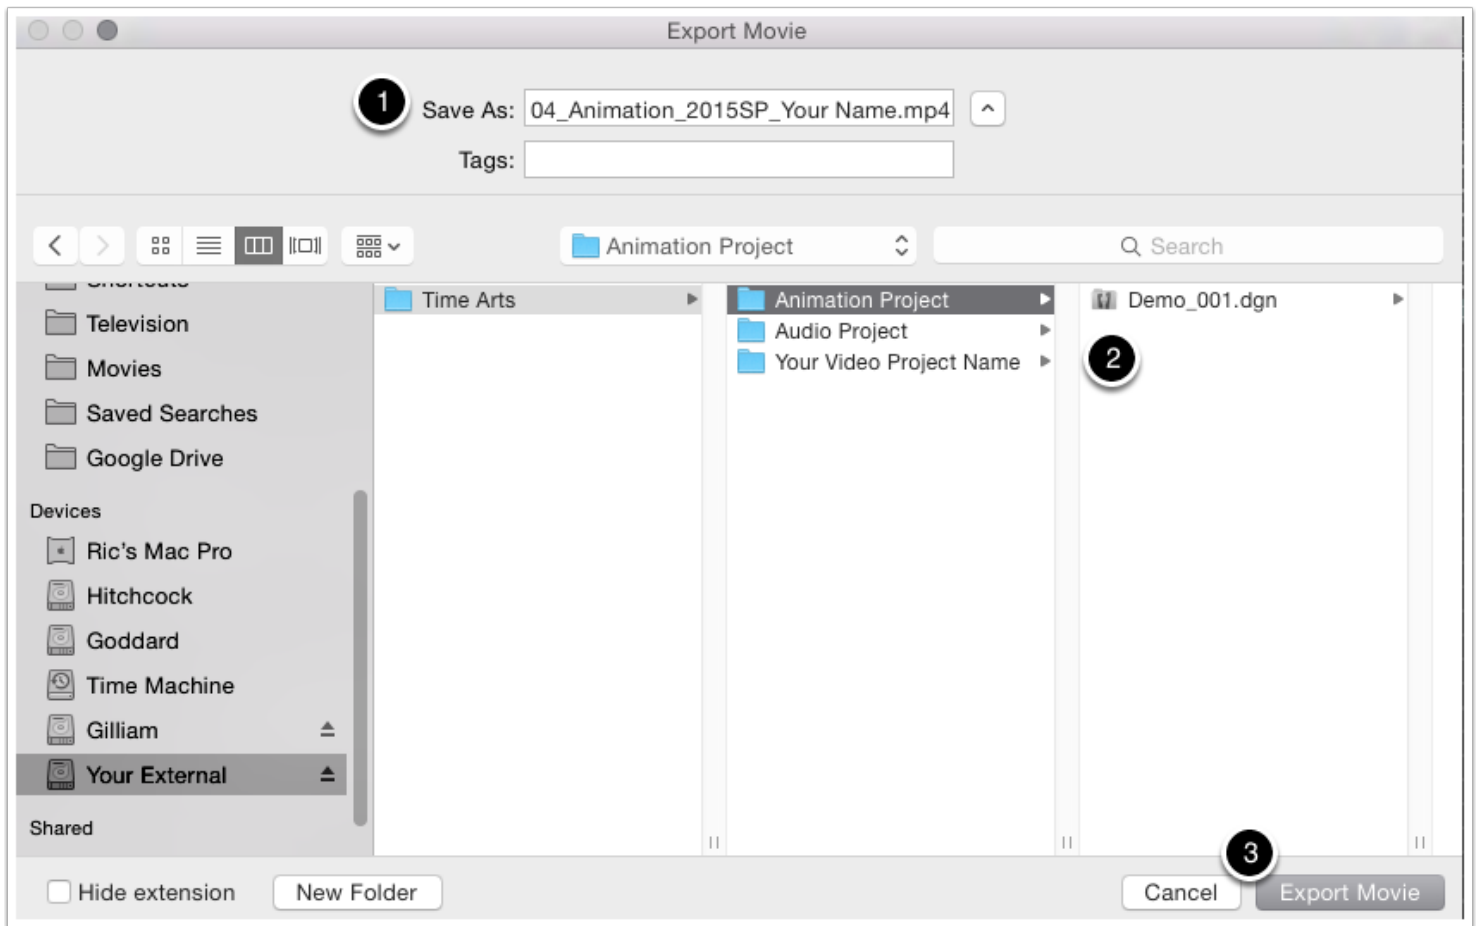 Export Movie
1
Save As: 04_Animation_2015SP_Your Name.mp4
Tags:
Animation Project
Search
Shortcuts
Television
Movies
Saved Searches
Google Drive
Devices
Ric's Mac Pro
Hitchcock
Goddard
Time Machine
Gilliam
Your External
Shared
Time Arts
Animation Project
Audio Project
Your Video Project Name
Demo_001.dgn
2
3
Hide extension
New Folder
Cancel
Export Movie